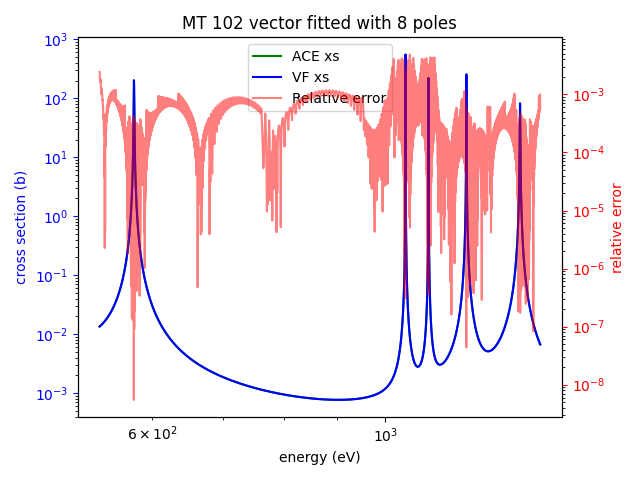 MT 102 vector fitted with 8 poles
ACE xs
VF xs
Relative error
cross section (b)
10³
10²
10¹
10⁰
10⁻¹
10⁻²
10⁻³
relative error
10⁻³
10⁻⁴
10⁻⁵
10⁻⁶
10⁻⁷
10⁻⁸
6 × 10²
10³
energy (eV)